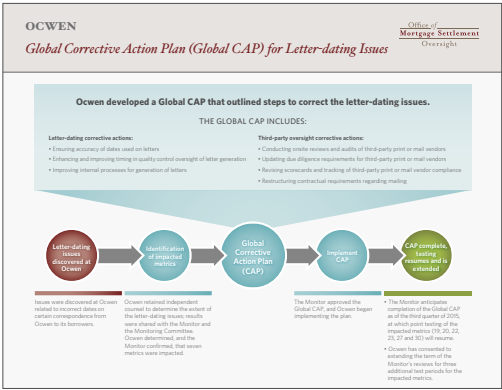 OCWEN
Office of
Mortgage Settlement
Oversight
Global Corrective Action Plan (Global CAP) for Letter-dating Issues
Ocwen developed a Global CAP that outlined steps to correct the letter-dating issues.
THE GLOBAL CAP INCLUDES:
Letter-dating corrective actions:
• Ensuring accuracy of dates used on letters
• Enhancing and improving timing in quality control oversight of letter generation
• Improving internal processes for generation of letters
Third-party oversight corrective actions:
• Conducting onsite reviews and audits of third-party print or mail vendors
• Updating due diligence requirements for third-party print or mail vendors
• Revising scorecards and tracking of third-party print or mail vendor compliance
• Restructuring contractual requirements regarding mailing
Letter-dating
issues
discovered at
Ocwen
Identification
of impacted
metrics
Global
Corrective
Action Plan
(CAP)
Implement
CAP
CAP complete,
testing
resumes and is
extended
Issues were discovered at Ocwen
related to incorrect dates on
certain correspondence from
Ocwen to its borrowers.
Ocwen retained independent
counsel to determine the extent of
the letter-dating issues; results
were shared with the Monitor and
the Monitoring Committee.
Ocwen determined, and the
Monitor confirmed, that seven
metrics were impacted.
The Monitor approved the
Global CAP, and Ocwen began
implementing the plan.
• The Monitor anticipates
completion of the Global CAP
as of the third quarter of 2015,
at which point testing of the
impacted metrics (19, 20, 22,
23, 27 and 30) will resume.
• Ocwen has consented to
extending the term of the
Monitor's reviews for three
additional test periods for the
impacted metrics.